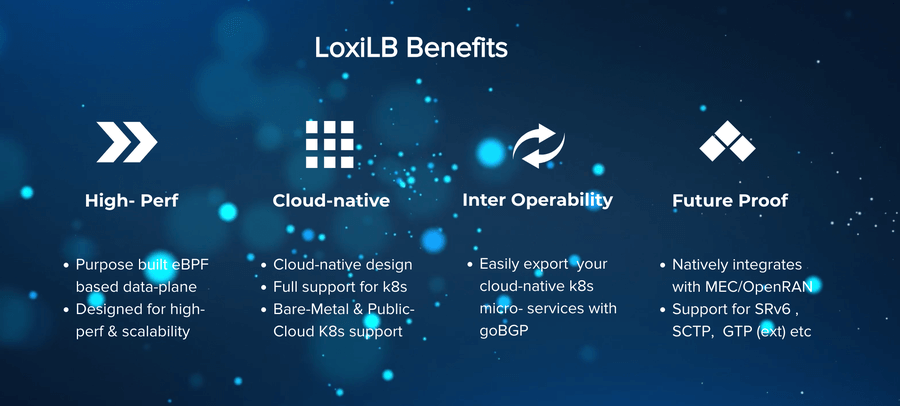 LoxiLB Benefits
High- Perf
• Purpose built eBPF
based data-plane
• Designed for high-
perf & scalability
Cloud-native
• Cloud-native design
• Full support for k8s
• Bare-Metal & Public-
Cloud K8s support
Inter Operability
• Easily export your
cloud-native k8s
micro- services with
goBGP
Future Proof
• Natively integrates
with MEC/OpenRAN
• Support for SRv6 ,
SCTP, GTP (ext) etc